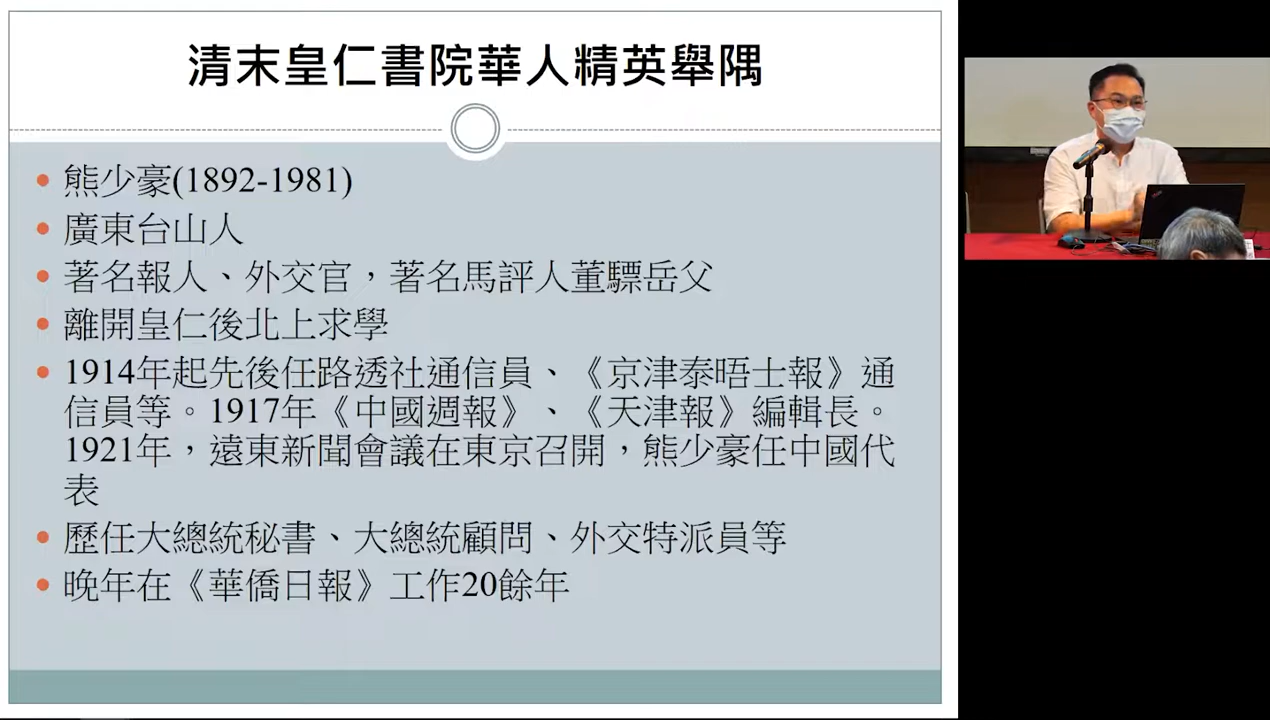 清末皇仁書院華人精英舉隅
熊少豪(1892-1981)
廣東台山人
著名報人、外交官，著名馬評人董驃岳父
離開皇仁後北上求學
1914年起先後任路透社通信員、《京津泰晤士報》通
信員等。1917年《中國週報》、《天津報》編輯長。
1921年，遠東新聞會議在東京召開，熊少豪任中國代
表
歷任大總統秘書、大總統顧問、外交特派員等
晚年在《華僑日報》工作20餘年